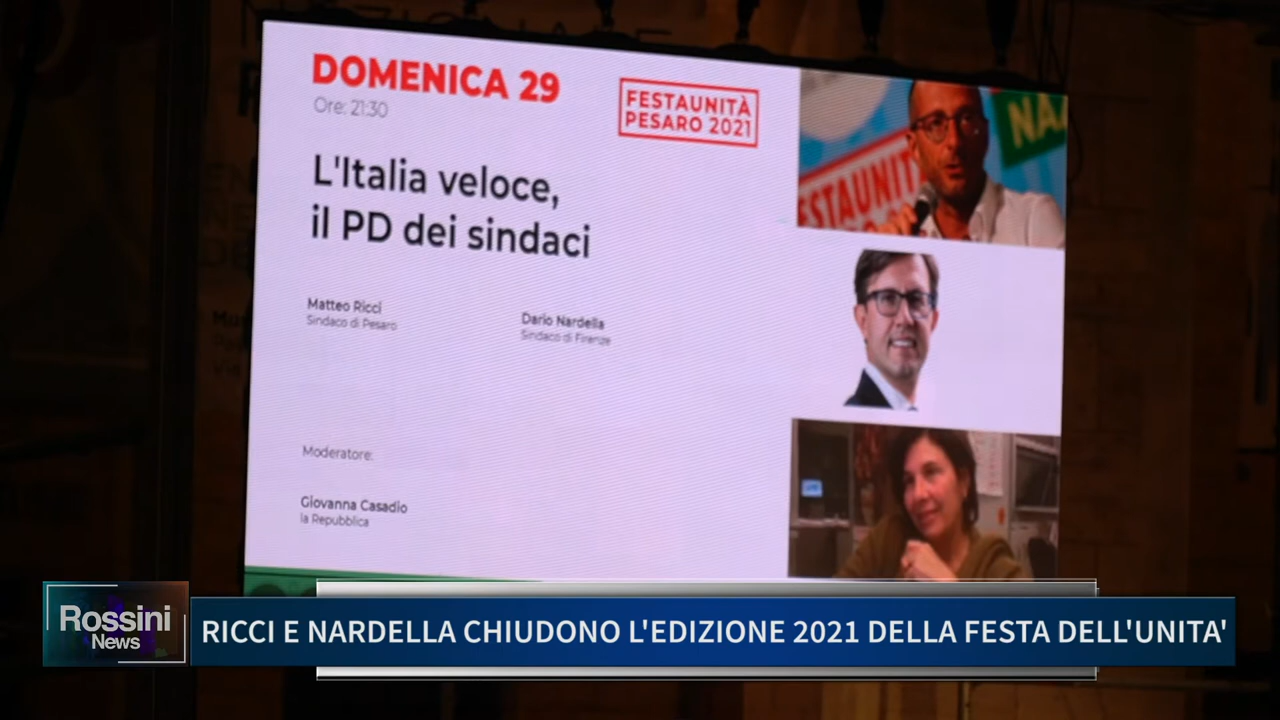 DOMENICA 29
Ore: 21:30
FESTAUNITÀ
PESARO 2021
L'Italia veloce,
il PD dei sindaci
Matteo Ricci
Sindaco di Pesaro
Dario Nardella
Sindaco di Firenze
Moderatore:
Giovanna Casadio
la Repubblica
Rossini
News
RICCI E NARDELLA CHIUDONO L'EDIZIONE 2021 DELLA FESTA DELL'UNITA'